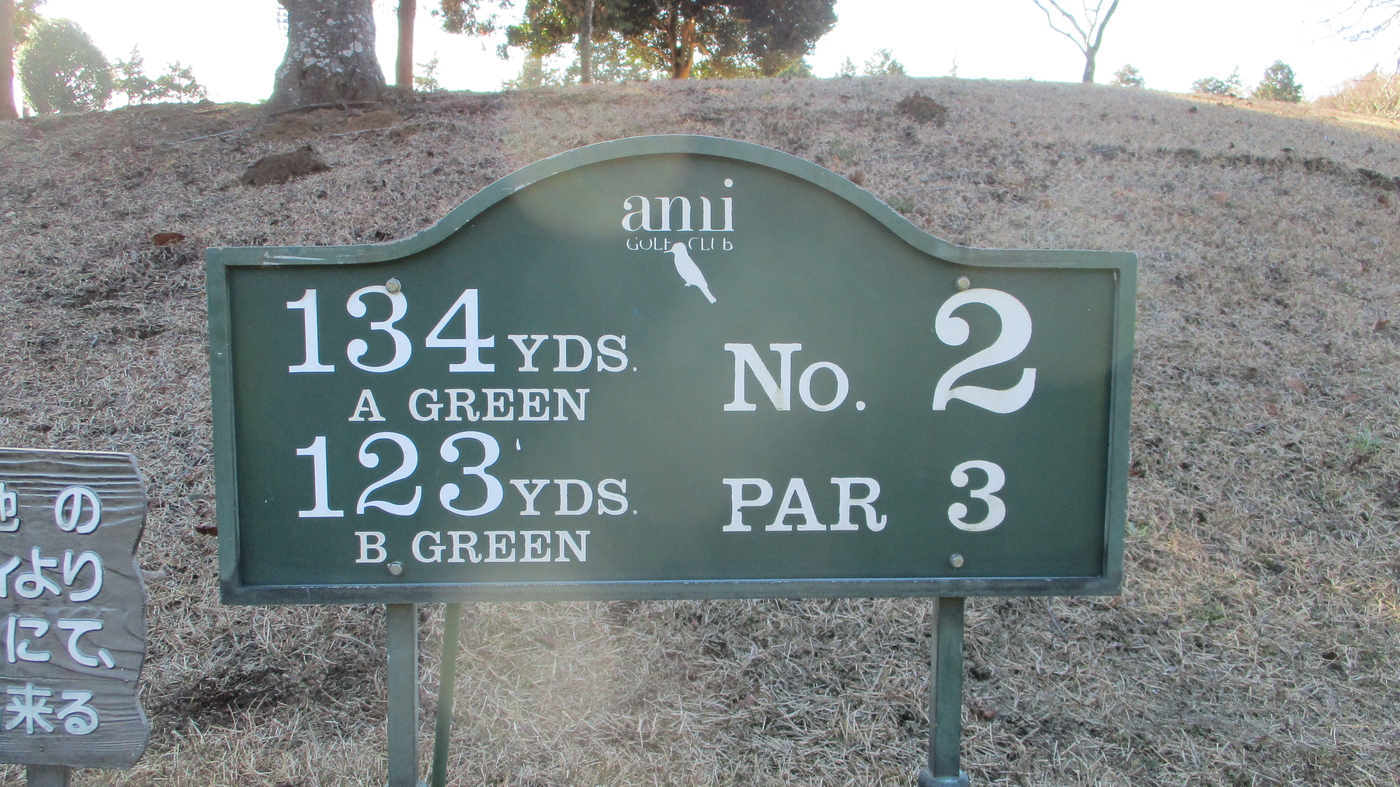 ami
GOLF CLUB
134 YDS.
A GREEN
123 YDS.
B GREEN
No. 2
PAR 3
の
より
にて、
来る